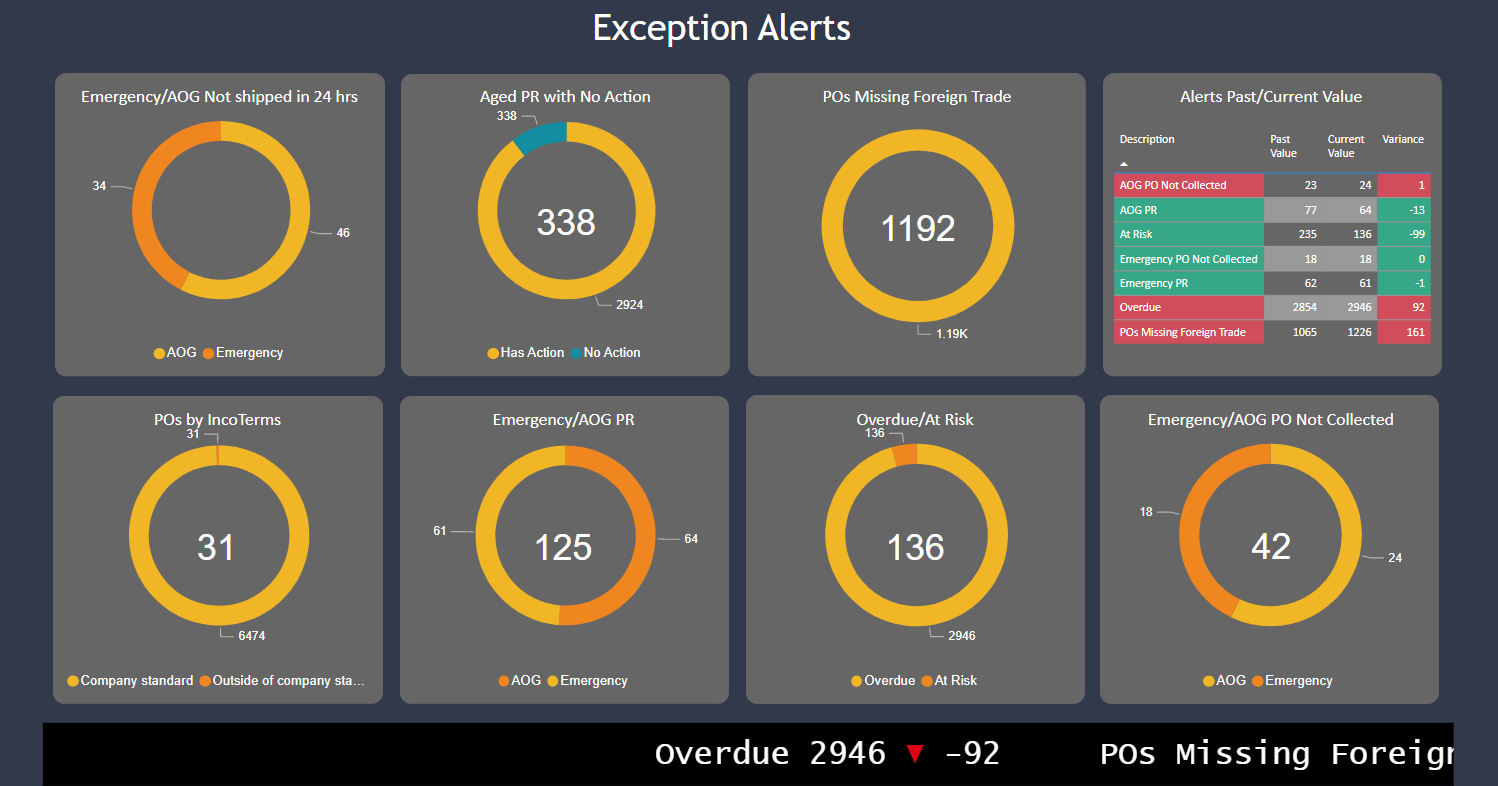 Exception Alerts
Emergency/AOG Not shipped in 24 hrs
34
46
AOG Emergency
Aged PR with No Action
338
338
2924
Has Action No Action
POs Missing Foreign Trade
1192
1.19K
Alerts Past/Current Value
Description Past Value Current Value Variance
AOG PO Not Collected 23 24 1
AOG PR 77 64 -13
At Risk 235 136 -99
Emergency PO Not Collected 18 18 0
Emergency PR 62 61 -1
Overdue 2854 2946 92
POs Missing Foreign Trade 1065 1226 161
POs by IncoTerms
31
31
6474
Company standard Outside of company sta...
Emergency/AOG PR
61
125
64
AOG Emergency
Overdue/At Risk
136
136
2946
Overdue At Risk
Emergency/AOG PO Not Collected
18
42
24
AOG Emergency
Overdue 2946 ▼ -92 POs Missing Foreign